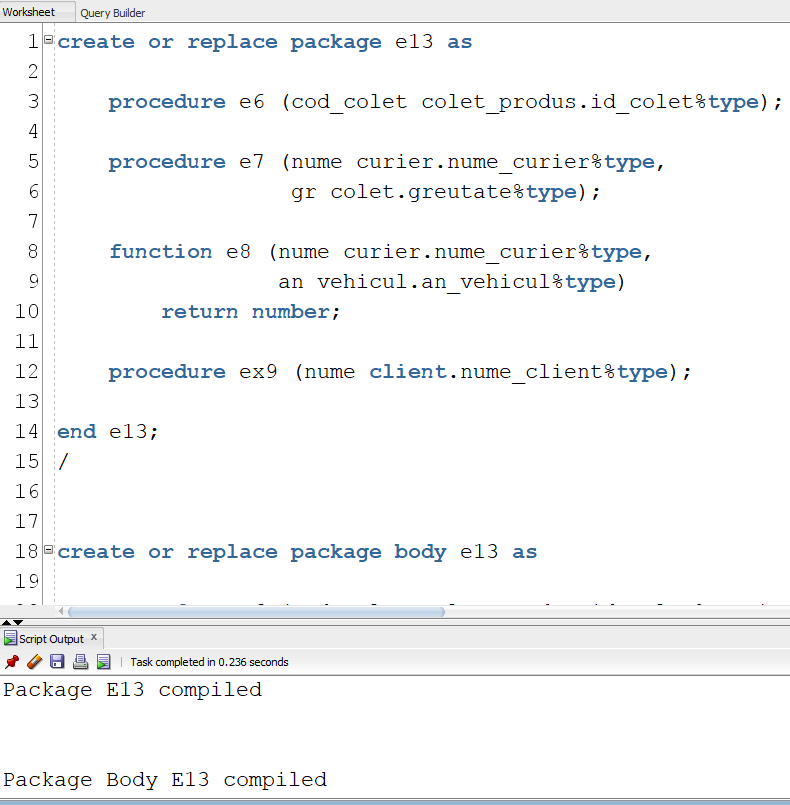 Worksheet Query Builder
1 create or replace package e13 as
2
3 procedure e6 (cod_colet colet_produs.id_colet%type);
4
5 procedure e7 (nume curier.nume_curier%type,
6 gr colet.greutate%type);
7
8 function e8 (nume curier.nume_curier%type,
9 an vehicul.an_vehicul%type)
10 return number;
11
12 procedure ex9 (nume client.nume_client%type);
13
14 end e13;
15 /
16
17
18 create or replace package body e13 as
19
Script Output x
Task completed in 0.236 seconds
Package E13 compiled
Package Body E13 compiled